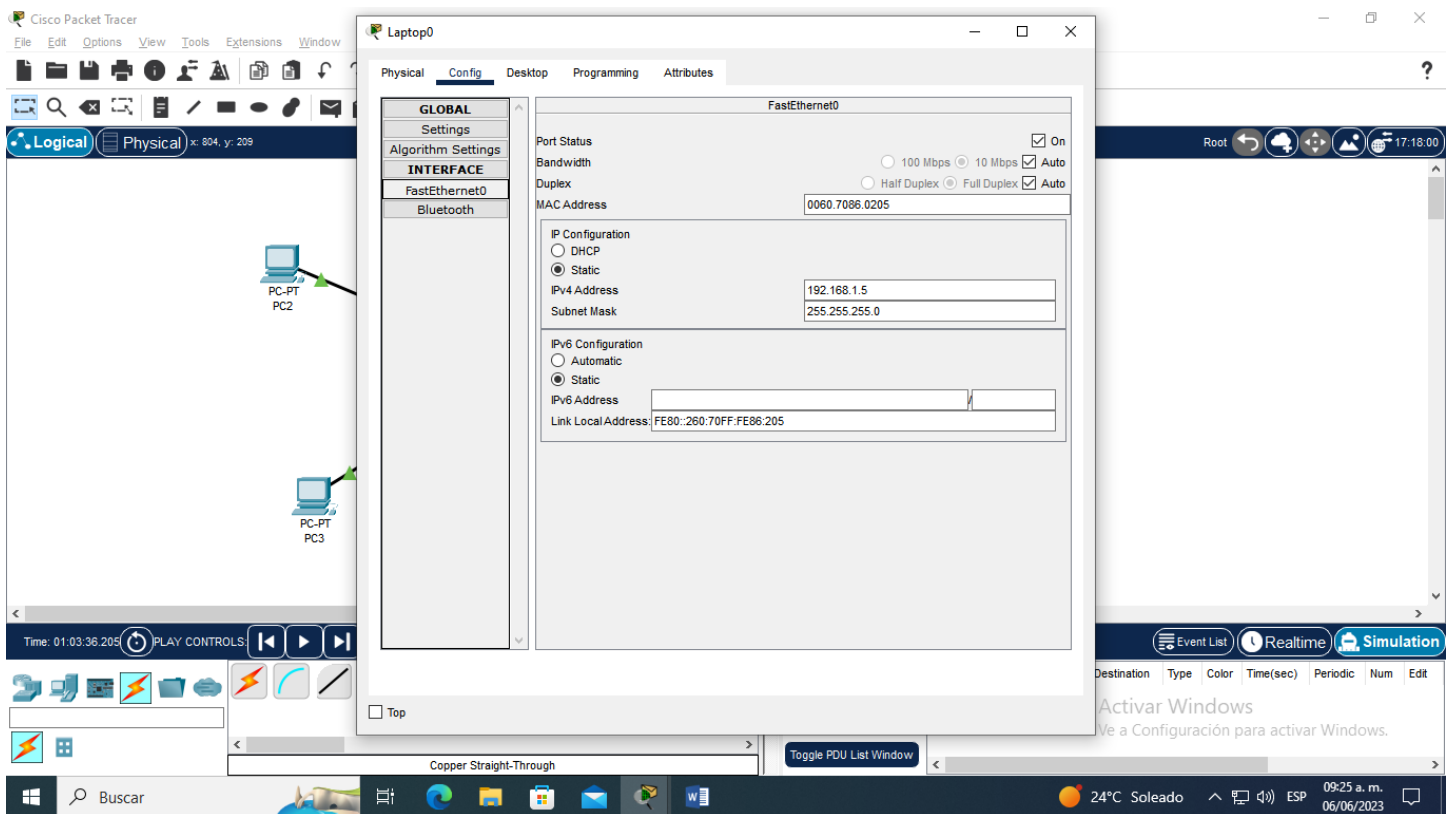 Cisco Packet Tracer
File Edit Options View Tools Extensions Window
Logical Physical x: 804, y: 209
PC-PT
PC2
PC-PT
PC3
Time: 01:03:36.205 PLAY CONTROLS:
Copper Straight-Through
Laptop0
Physical Config Desktop Programming Attributes
GLOBAL
Settings
Algorithm Settings
INTERFACE
FastEthernet0
Bluetooth
FastEthernet0
Port Status On
Bandwidth 100 Mbps 10 Mbps Auto
Duplex Half Duplex Full Duplex Auto
MAC Address 0060.7086.0205
IP Configuration
DHCP
Static
IPv4 Address 192.168.1.5
Subnet Mask 255.255.255.0
IPv6 Configuration
Automatic
Static
IPv6 Address /
Link Local Address: FE80::260:70FF:FE86:205
Top
?
Root 17:18:00
Event List Realtime Simulation
Destination Type Color Time(sec) Periodic Num Edit
Activar Windows
Ve a Configuración para activar Windows.
Toggle PDU List Window
Buscar
24°C Soleado ESP 09:25 a. m.
06/06/2023